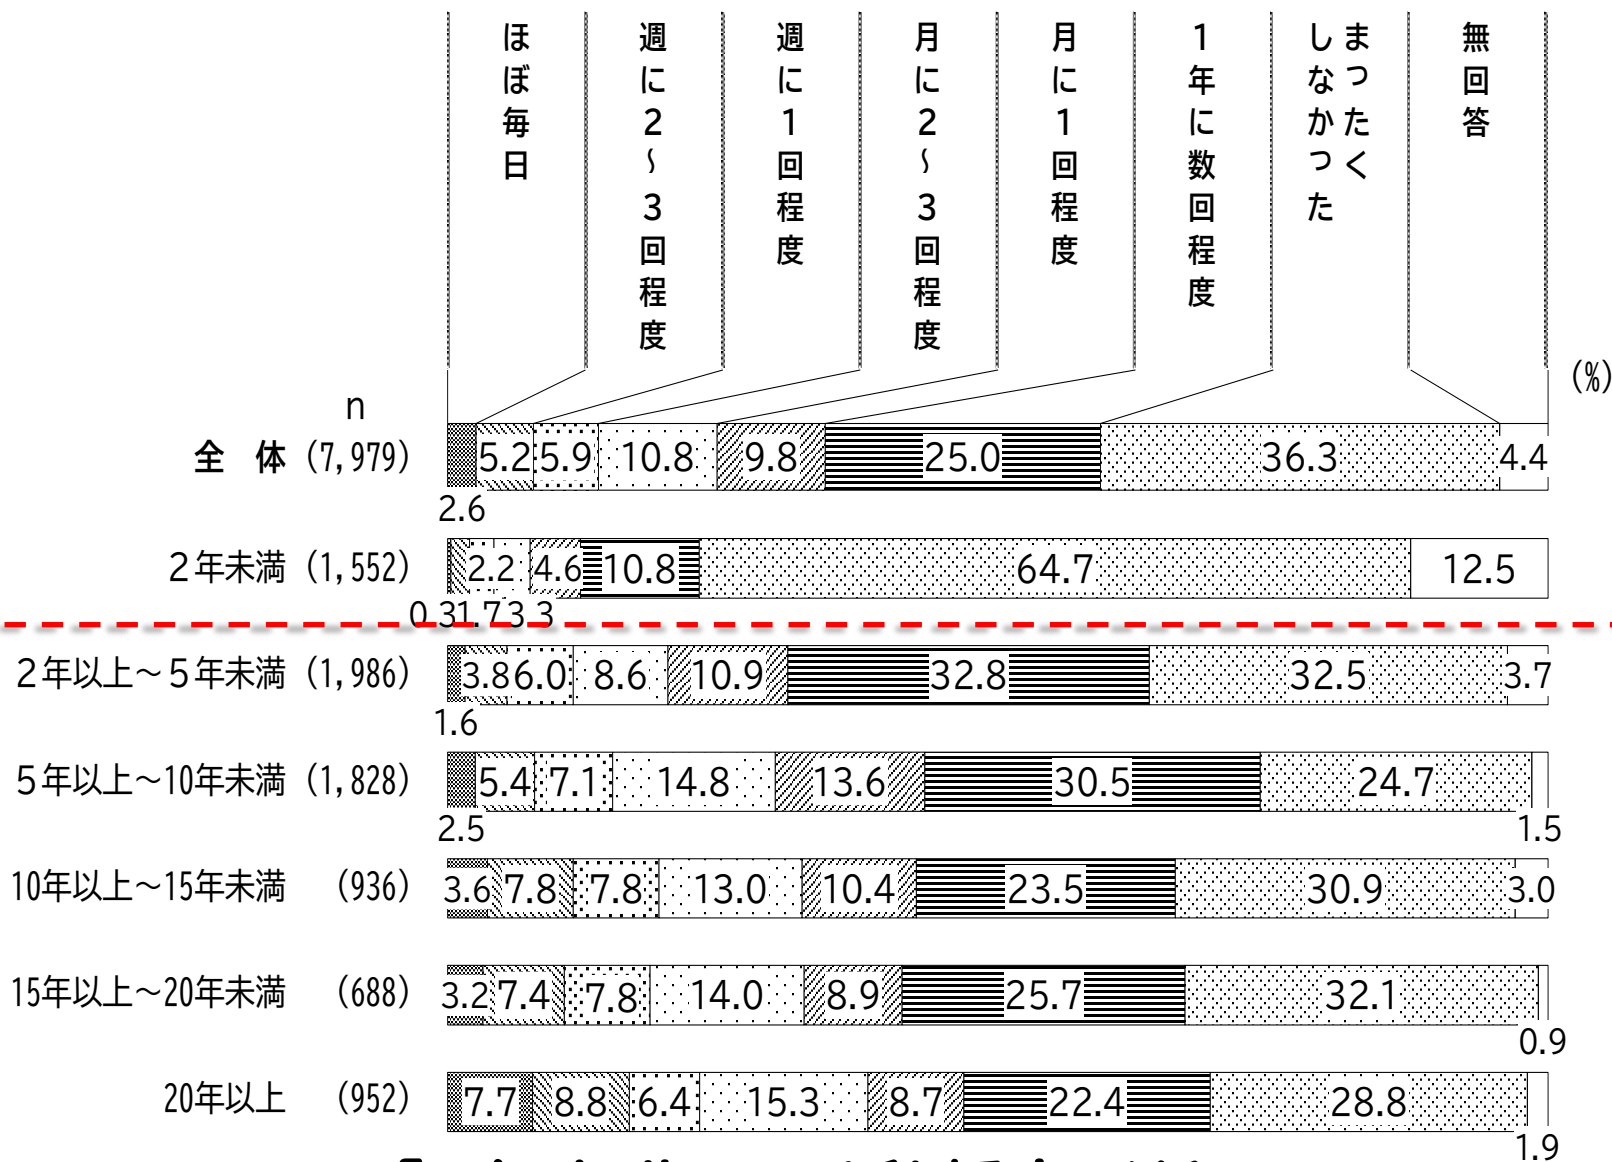 ほぼ毎日
週に２～３回程度
週に１回程度
月に２～３回程度
月に１回程度
１年に数回程度
まったく
しなかった
無回答
(%)
n
全　体 (7,979) 5.2 5.9 10.8 9.8 25.0 36.3 4.4
2.6
２年未満 (1,552) 2.2 4.6 10.8 64.7 12.5
0.3 1.7 3.3
２年以上～５年未満 (1,986) 3.8 6.0 8.6 10.9 32.8 32.5 3.7
1.6
５年以上～10年未満 (1,828) 5.4 7.1 14.8 13.6 30.5 24.7
2.5 1.5
10年以上～15年未満 (936) 3.6 7.8 7.8 13.0 10.4 23.5 30.9 3.0
15年以上～20年未満 (688) 3.2 7.4 7.8 14.0 8.9 25.7 32.1
0.9
20年以上 (952) 7.7 8.8 6.4 15.3 8.7 22.4 28.8
1.9